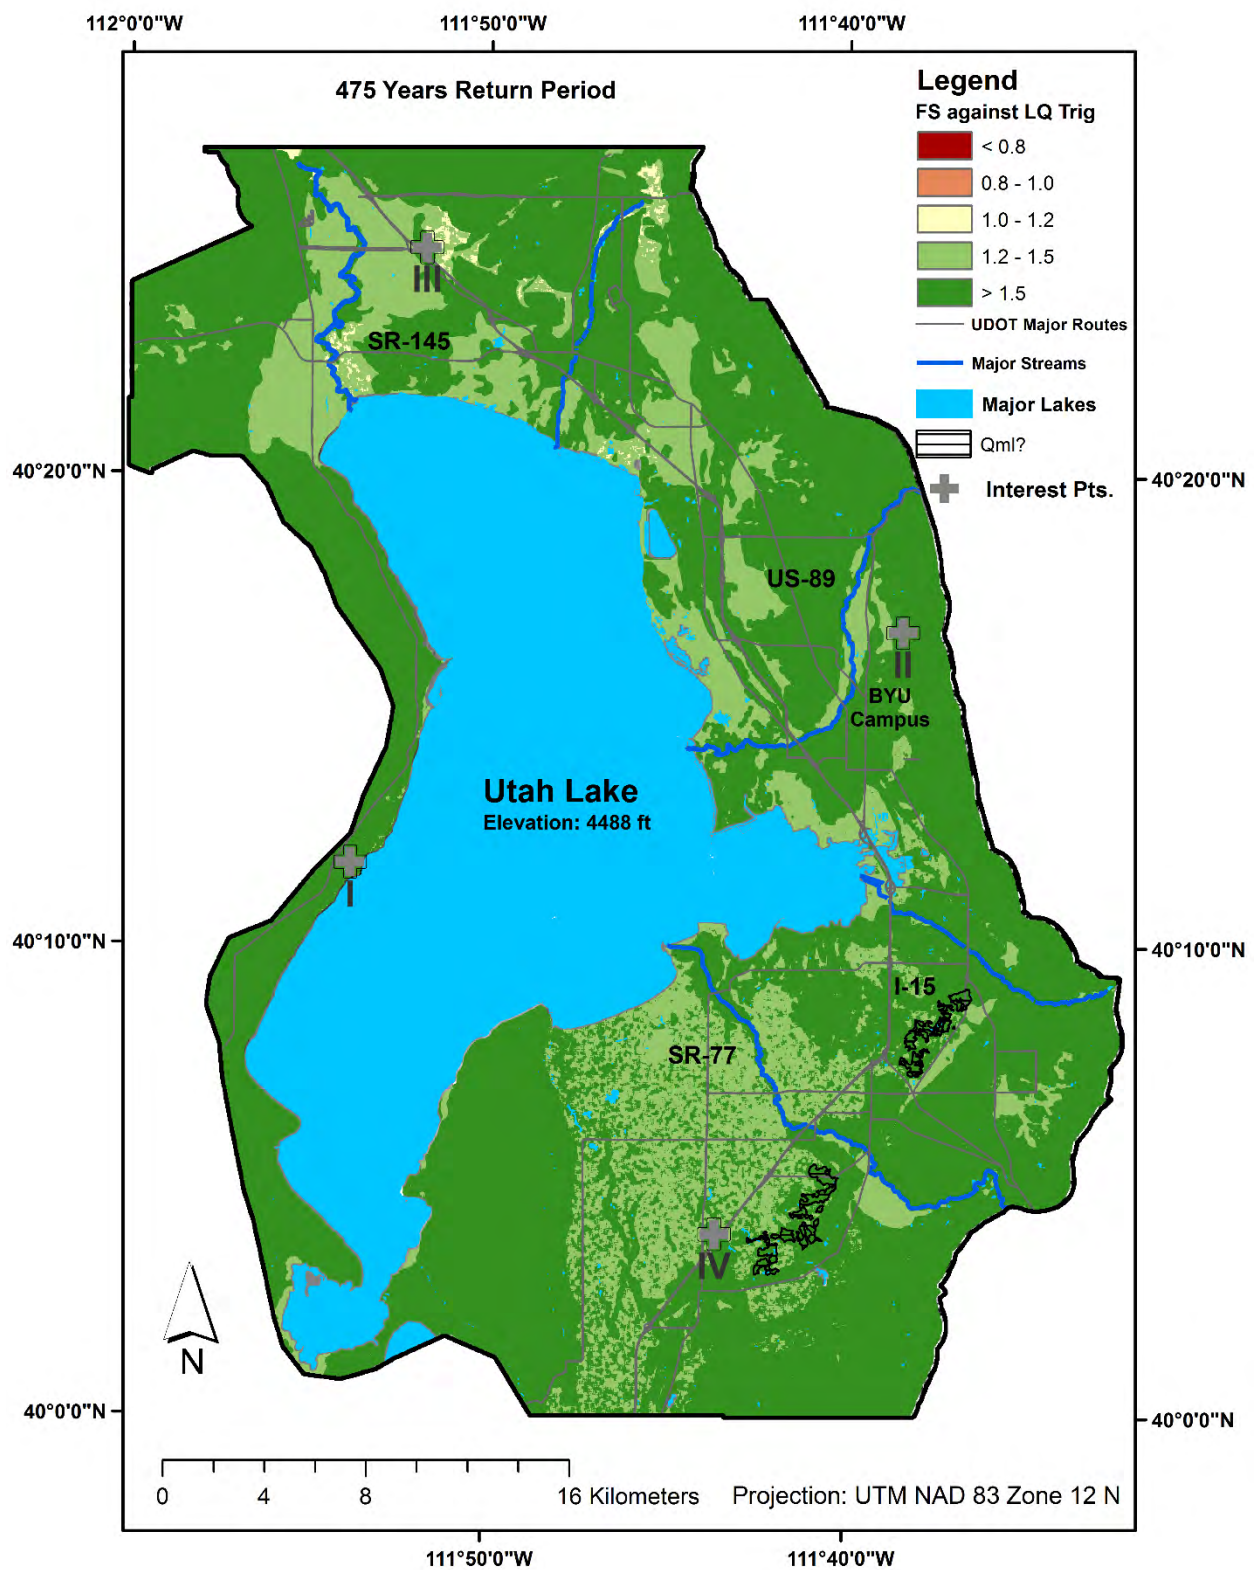 112°0'0"W
111°50'0"W
111°40'0"W
475 Years Return Period
Legend
FS against LQ Trig
< 0.8
0.8 - 1.0
1.0 - 1.2
1.2 - 1.5
> 1.5
UDOT Major Routes
Major Streams
Major Lakes
Qml?
Interest Pts.
III
SR-145
40°20'0"N
40°20'0"N
US-89
II
BYU
Campus
Utah Lake
Elevation: 4488 ft
I
40°10'0"N
40°10'0"N
I-15
SR-77
IV
N
40°0'0"N
40°0'0"N
0
4
8
16 Kilometers
Projection: UTM NAD 83 Zone 12 N
111°50'0"W
111°40'0"W